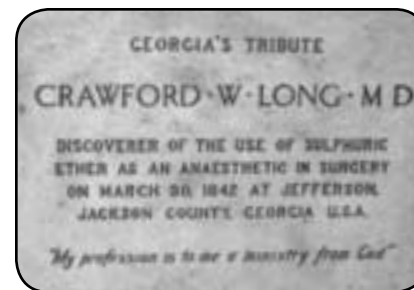 GEORGIA'S TRIBUTE
CRAWFORD·W·LONG·M D
DISCOVERER OF THE USE OF SULPHURIC
ETHER AS AN ANAESTHETIC IN SURGERY
ON MARCH 30, 1842 AT JEFFERSON,
JACKSON COUNTY, GEORGIA U.S.A.
"My profession is to me a ministry from God"